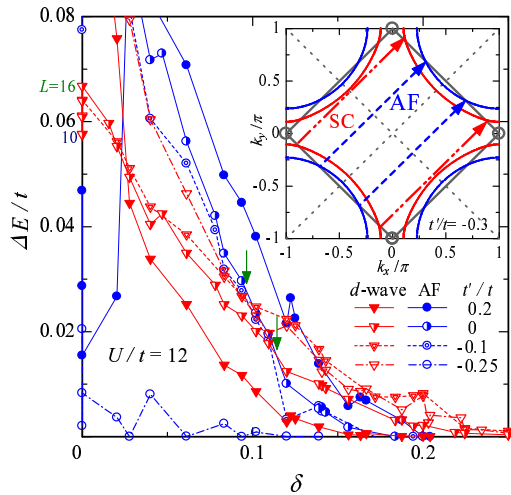 0.08
0.06
0.04
0.02
0
ΔE / t
L=16
10
U / t = 12
0
0.1
0.2
δ
1
0.5
0
-0.5
-1
k_y/π
SC
AF
t'/t= -0.3
-1
-0.5
0
0.5
1
k_x/π
d-wave AF t' / t
0.2
0
-0.1
-0.25